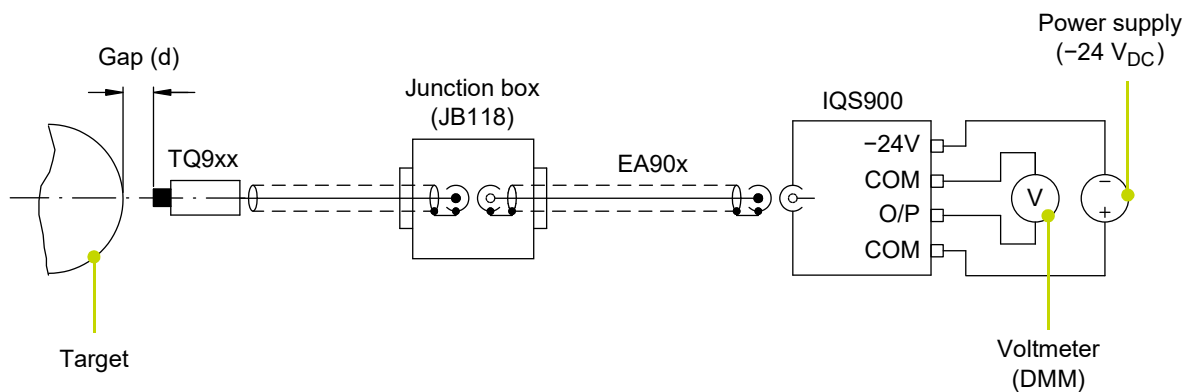 Power supply
(−24 VDC)
Gap (d)
Junction box
(JB118)
IQS900
TQ9xx
EA90x
−24V
COM
O/P
COM
V
−
+
Target
Voltmeter
(DMM)